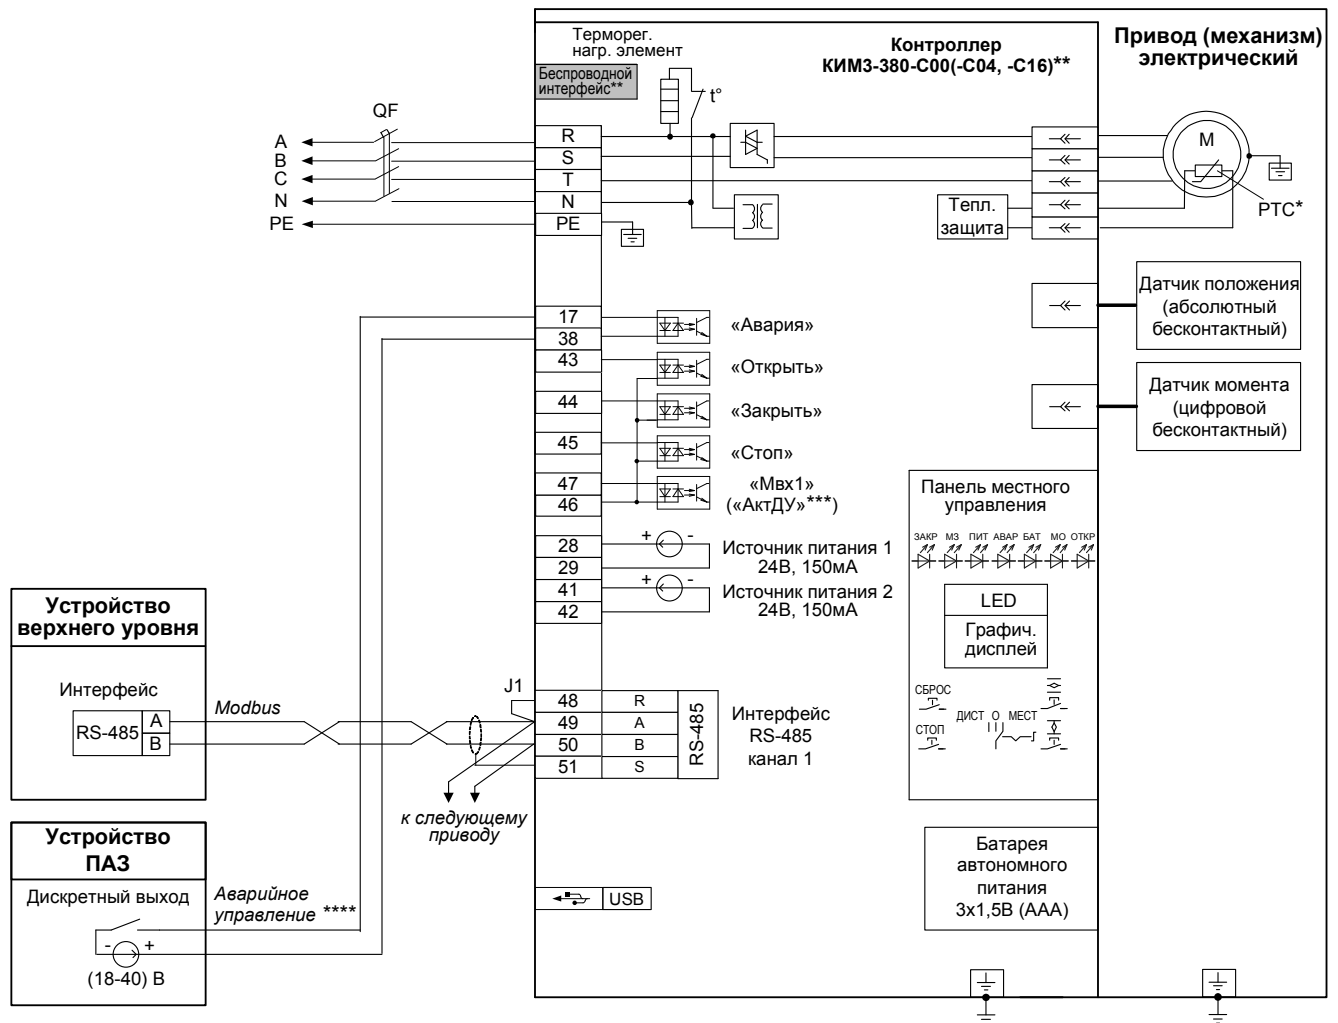 Терморег.
нагр. элемент
Беспроводной
интерфейс**
Контроллер
КИМ3-380-С00(-С04, -С16)**
Привод (механизм)
электрический
t°
QF
A
B
C
N
PE
R
S
T
N
PE
Тепл.
защита
M
PTC*
Датчик положения
(абсолютный
бесконтактный)
Датчик момента
(цифровой
бесконтактный)
17
38
43
44
45
47
46
«Авария»
«Открыть»
«Закрыть»
«Стоп»
«Мвх1»
(«АктДУ»***)
28
29
41
42
+ -
Источник питания 1
24В, 150мА
+ -
Источник питания 2
24В, 150мА
Панель местного
управления
ЗАКР МЗ ПИТ АВАР БАТ МО ОТКР
LED
Графич.
дисплей
СБРОС
СТОП
ДИСТ О МЕСТ
Устройство
верхнего уровня
Интерфейс
RS-485
A
B
Modbus
J1
48 R
49 A
50 B
51 S
RS-485
Интерфейс
RS-485
канал 1
к следующему
приводу
Устройство
ПАЗ
Дискретный выход
- +
(18-40) В
Аварийное
управление ****
USB
Батарея
автономного
питания
3x1,5В (ААА)